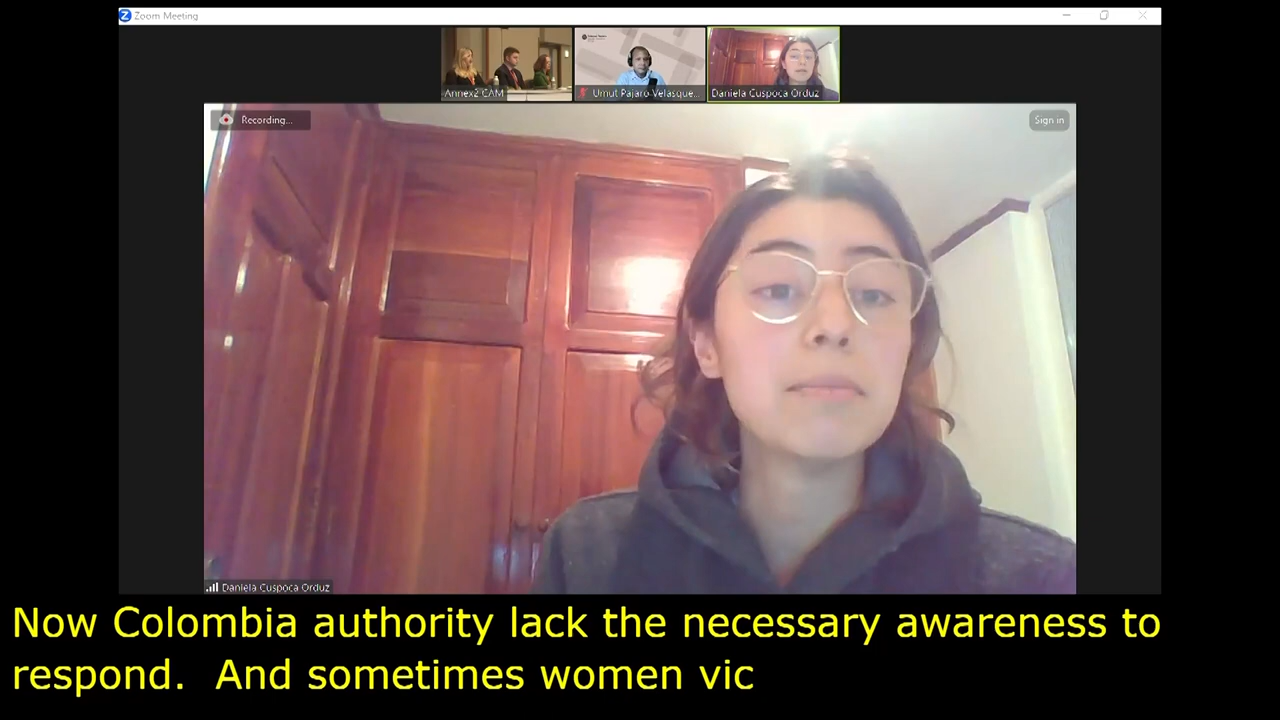 Zoom Meeting
Annex2 CAM
Umut Pajaro Velasque...
Daniela Cuspoca Orduz
Recording...
Sign in
Daniela Cuspoca Orduz
Now Colombia authority lack the necessary awareness to
respond.  And sometimes women vic